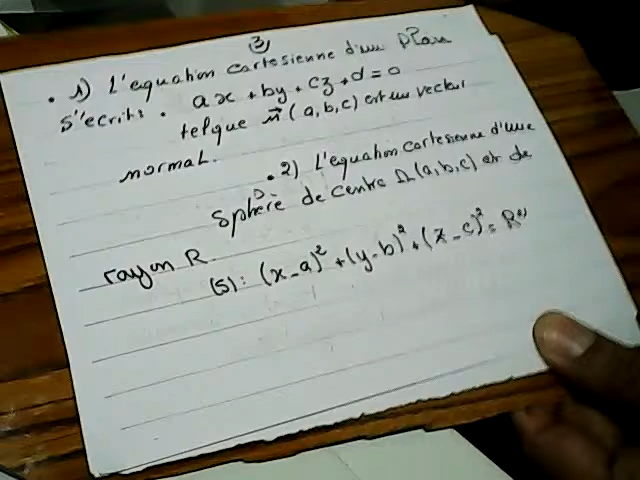 3
• 1) L'equation cartesienne d'un Plan
s'ecrits • ax + by + cz + d = 0
telque n⃗ (a, b, c) est un vecteur
normal.
• 2) L'equation cartesienne d'une
Sphère de centre Ω(a, b, c) et de
rayon R.
(S): (x-a)² + (y-b)² + (z-c)² = R²